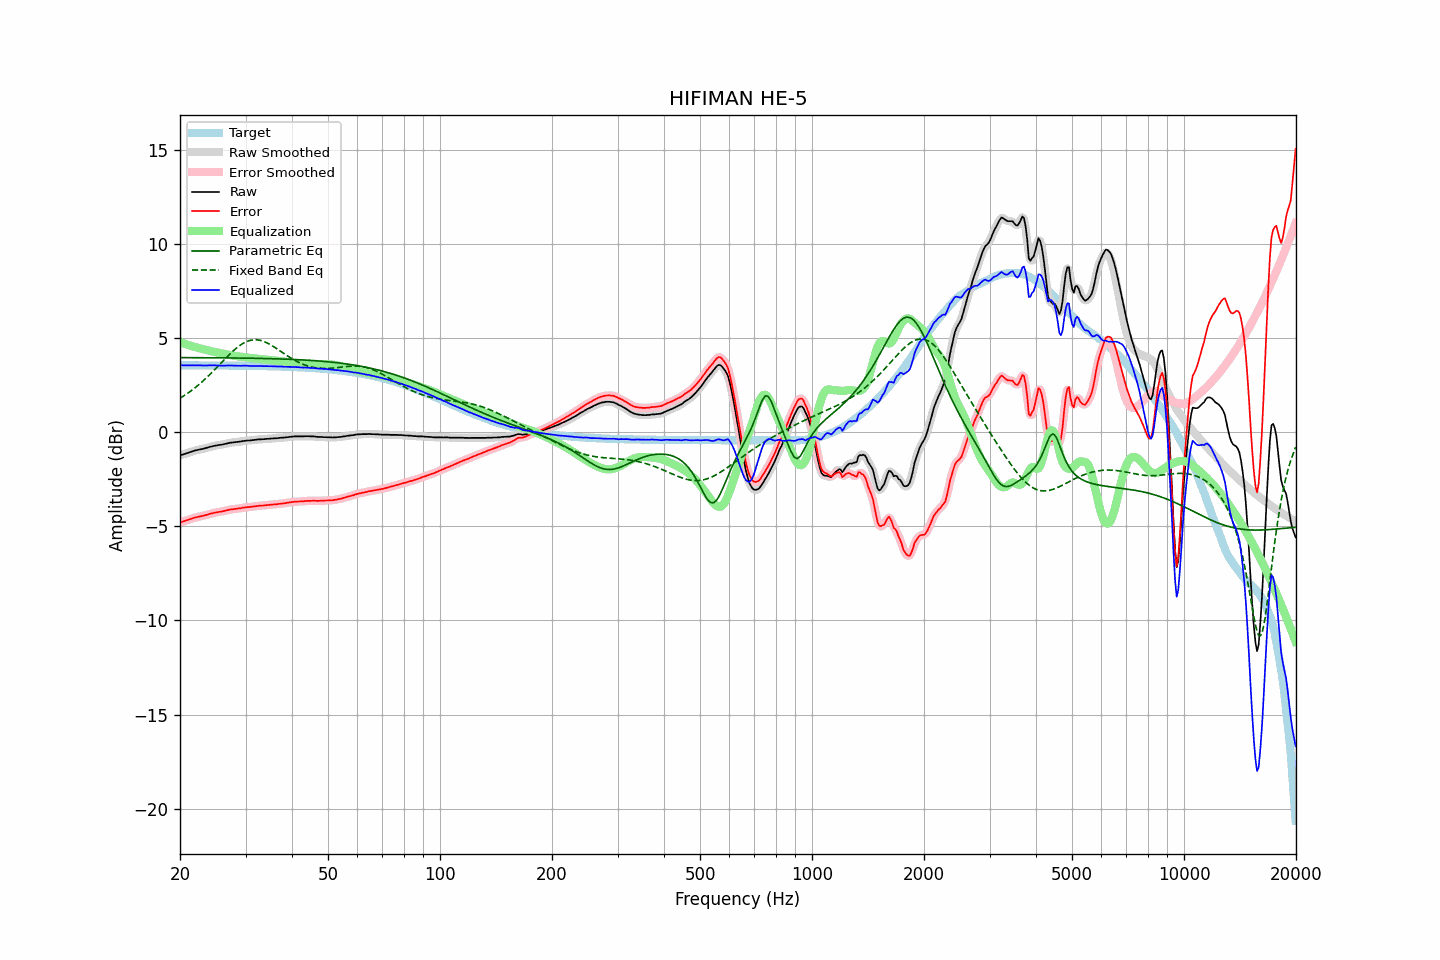 HIFIMAN HE-5
Target
Raw Smoothed
Error Smoothed
Raw
Error
Equalization
Parametric Eq
Fixed Band Eq
Equalized
15
10
5
0
−5
−10
−15
−20
Amplitude (dBr)
20
50
100
200
500
1000
2000
5000
10000
20000
Frequency (Hz)